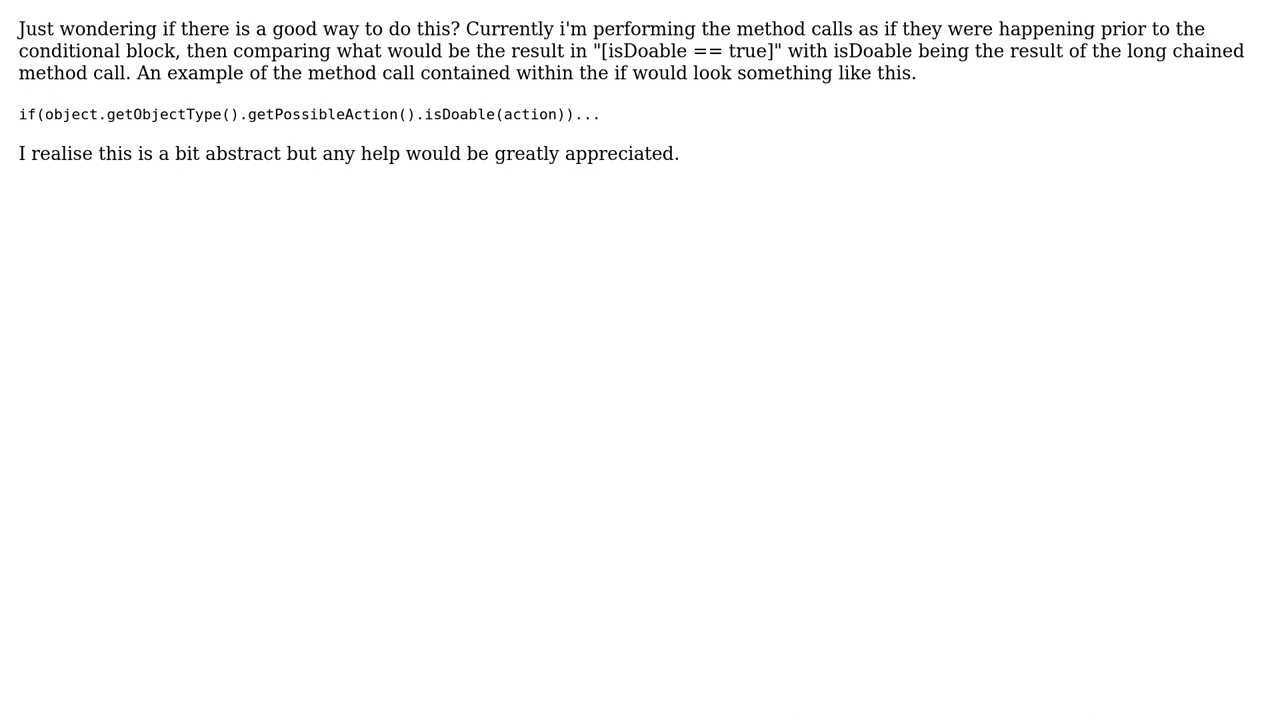 Just wondering if there is a good way to do this? Currently i'm performing the method calls as if they were happening prior to the
conditional block, then comparing what would be the result in "[isDoable == true]" with isDoable being the result of the long chained
method call. An example of the method call contained within the if would look something like this.
if(object.getObjectType().getPossibleAction().isDoable(action))...
I realise this is a bit abstract but any help would be greatly appreciated.